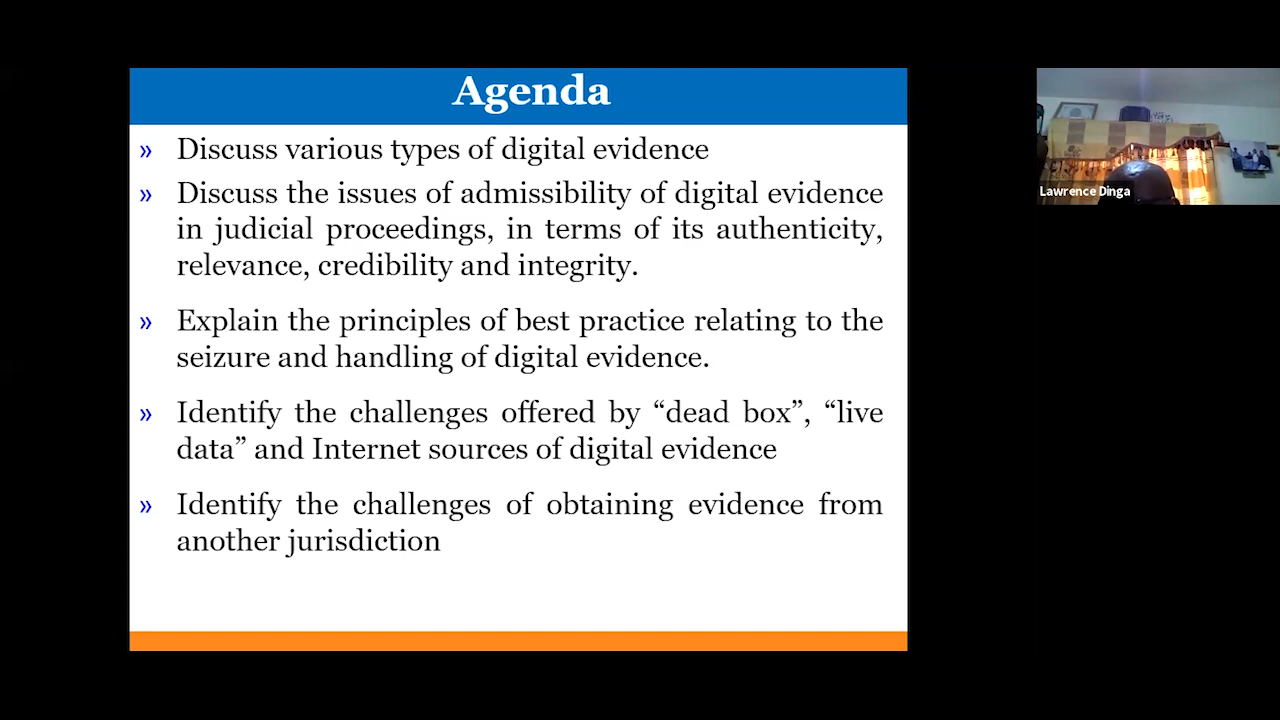 Agenda
» Discuss various types of digital evidence
» Discuss the issues of admissibility of digital evidence
in judicial proceedings, in terms of its authenticity,
relevance, credibility and integrity.
» Explain the principles of best practice relating to the
seizure and handling of digital evidence.
» Identify the challenges offered by “dead box”, “live
data” and Internet sources of digital evidence
» Identify the challenges of obtaining evidence from
another jurisdiction
Lawrence Dinga